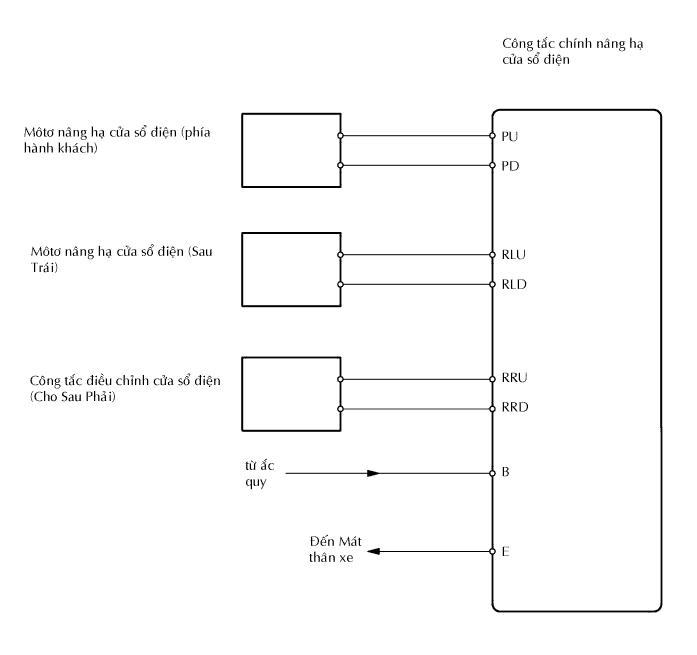 Công tắc chính nâng hạ
cửa sổ điện
Môtơ nâng hạ cửa sổ điện (phía
hành khách)
PU
PD
Môtơ nâng hạ cửa sổ điện (Sau
Trái)
RLU
RLD
Công tắc điều chỉnh cửa sổ điện
(Cho Sau Phải)
RRU
RRD
từ ắc
quy
B
Đến Mát
thân xe
E